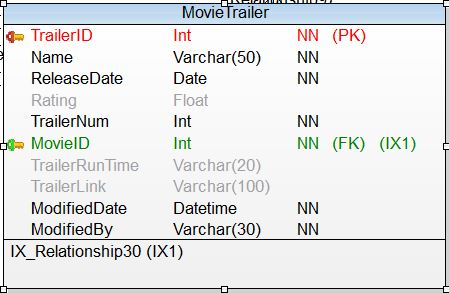 MovieTrailer
TrailerID Int NN (PK)
Name Varchar(50) NN
ReleaseDate Date NN
Rating Float
TrailerNum Int NN
MovieID Int NN (FK) (IX1)
TrailerRunTime Varchar(20)
TrailerLink Varchar(100)
ModifiedDate Datetime NN
ModifiedBy Varchar(30) NN
IX_Relationship30 (IX1)